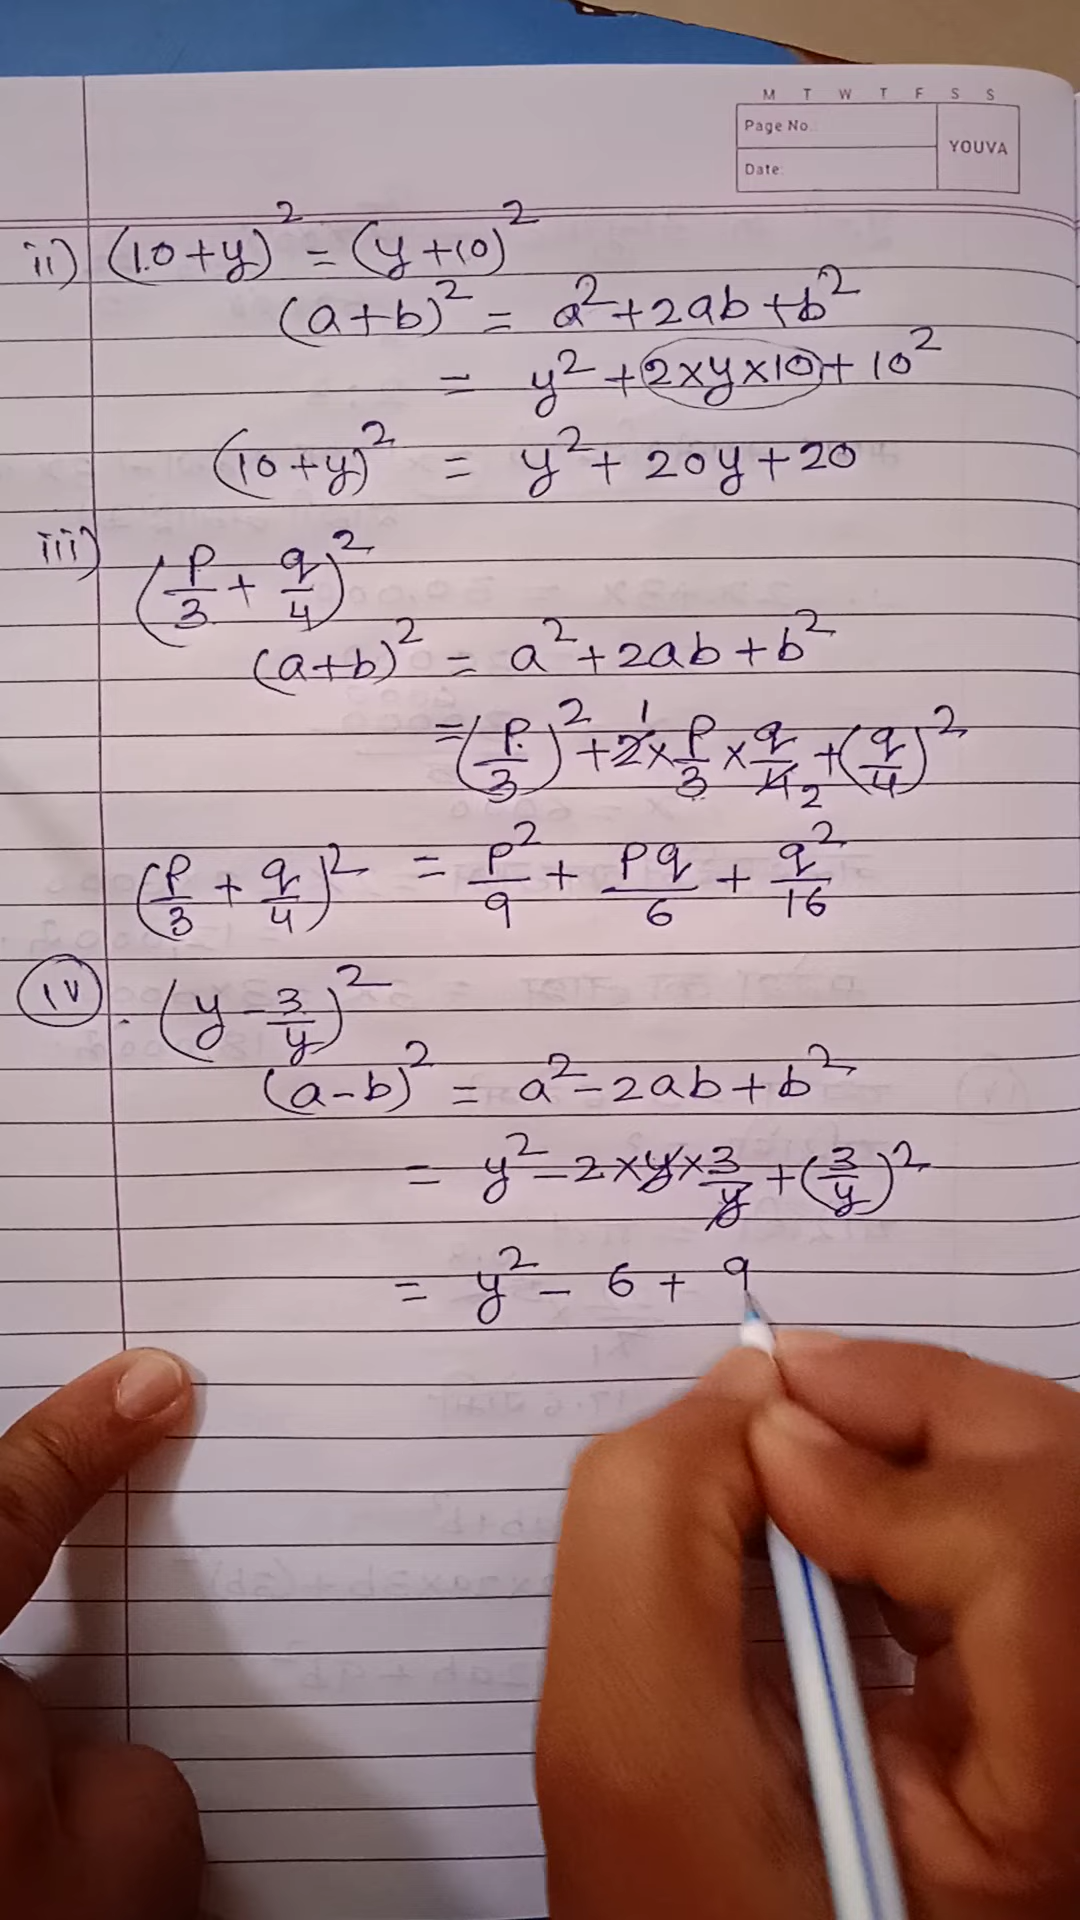 M T W T F S S
Page No.
YOUVA
Date:
ii) (10+y)² = (y+10)²
(a+b)² = a²+2ab+b²
= y²+2×y×10+10²
(10+y)² = y²+20y+20
iii) (p/3 + q/4)²
(a+b)² = a²+2ab+b²
= (p/3)²+2×p/3×q/4+(q/4)² 1 2
(p/3 + q/4)² = p²/9 + pq/6 + q²/16
iv) (y - 3/y)²
(a-b)² = a²-2ab+b²
= y²-2×y×3/y+(3/y)²
= y² - 6 + 9